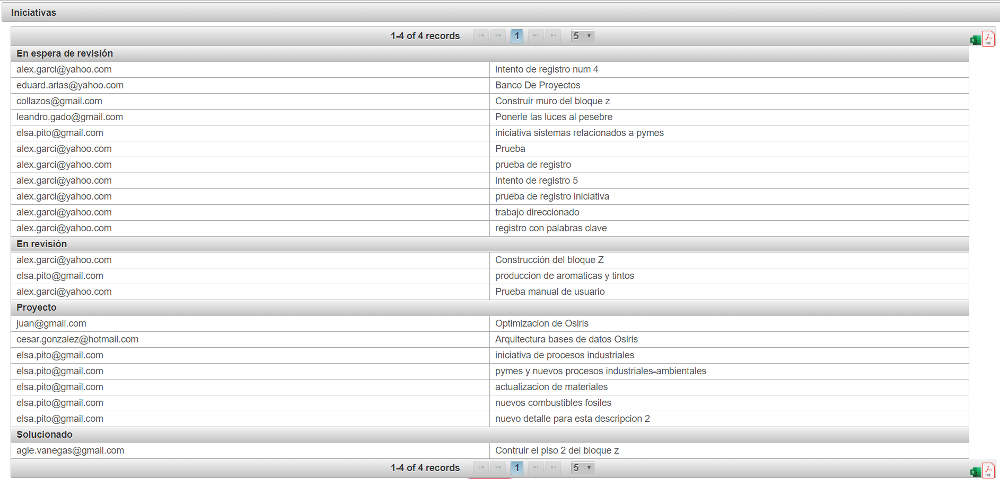 Iniciativas
1-4 of 4 records 1 5
En espera de revisión
alex.garci@yahoo.com intento de registro num 4
eduard.arias@yahoo.com Banco De Proyectos
collazos@gmail.com Construir muro del bloque z
leandro.gado@gmail.com Ponerle las luces al pesebre
elsa.pito@gmail.com iniciativa sistemas relacionados a pymes
alex.garci@yahoo.com Prueba
alex.garci@yahoo.com prueba de registro
alex.garci@yahoo.com intento de registro 5
alex.garci@yahoo.com prueba de registro iniciativa
alex.garci@yahoo.com trabajo direccionado
alex.garci@yahoo.com registro con palabras clave
En revisión
alex.garci@yahoo.com Construcción del bloque Z
elsa.pito@gmail.com produccion de aromaticas y tintos
alex.garci@yahoo.com Prueba manual de usuario
Proyecto
juan@gmail.com Optimizacion de Osiris
cesar.gonzalez@hotmail.com Arquitectura bases de datos Osiris
elsa.pito@gmail.com iniciativa de procesos industriales
elsa.pito@gmail.com pymes y nuevos procesos industriales-ambientales
elsa.pito@gmail.com actualizacion de materiales
elsa.pito@gmail.com nuevos combustibles fosiles
elsa.pito@gmail.com nuevo detalle para esta descripcion 2
Solucionado
agie.vanegas@gmail.com Contruir el piso 2 del bloque z
1-4 of 4 records 1 5
X PDF
X PDF